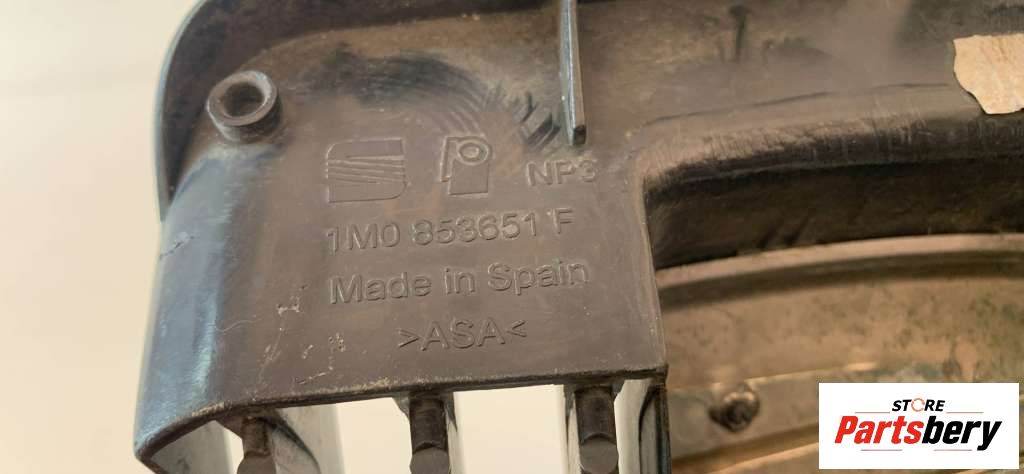 NP3
1M0 853651 F
Made in Spain
>ASA<
STORE
Partsbery